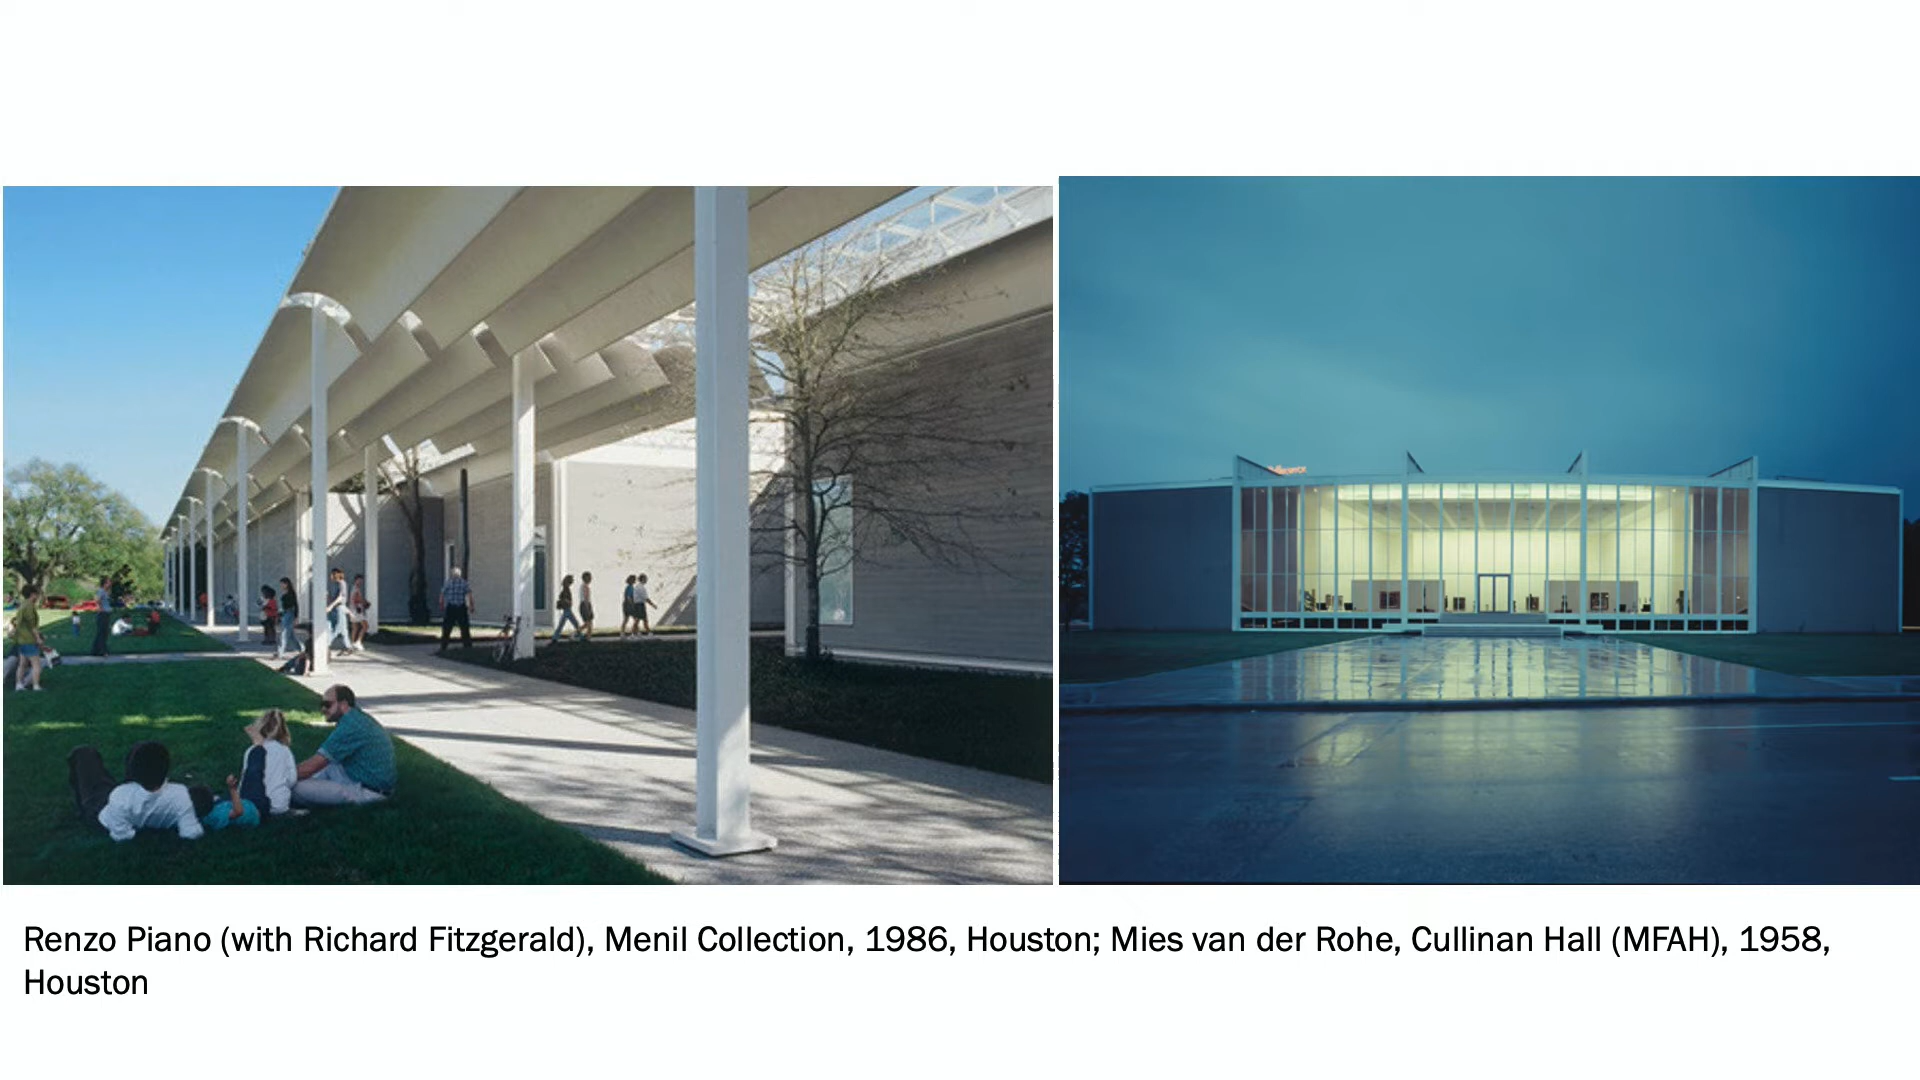 Renzo Piano (with Richard Fitzgerald), Menil Collection, 1986, Houston; Mies van der Rohe, Cullinan Hall (MFAH), 1958,
Houston